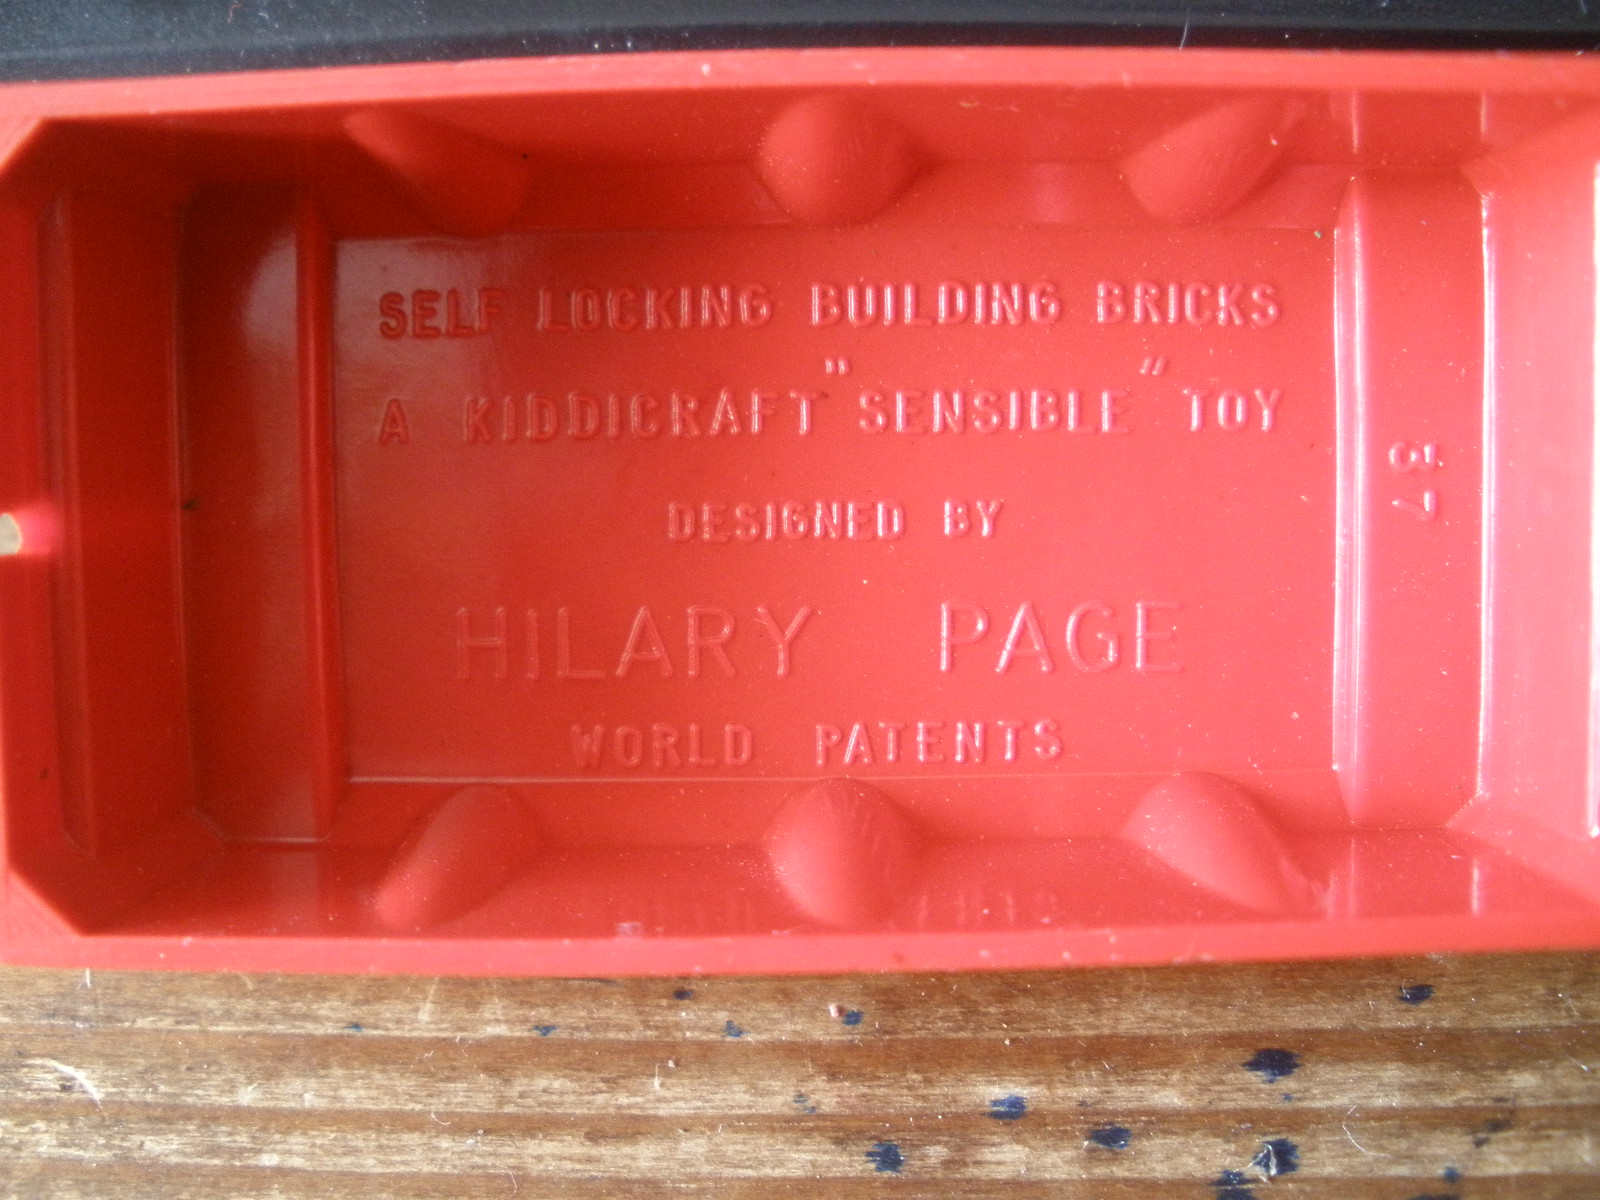 SELF LOCKING BUILDING BRICKS
A KIDDICRAFT "SENSIBLE" TOY
DESIGNED BY
HILARY PAGE
WORLD PATENTS
37